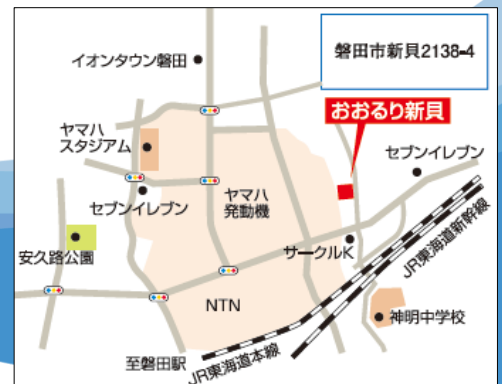 磐田市新貝2138-4
イオンタウン磐田
おおるり新貝
ヤマハ
スタジアム
セブンイレブン
セブンイレブン
ヤマハ
発動機
安久路公園
サークルK
JR東海道新幹線
NTN
神明中学校
至磐田駅
JR東海道本線